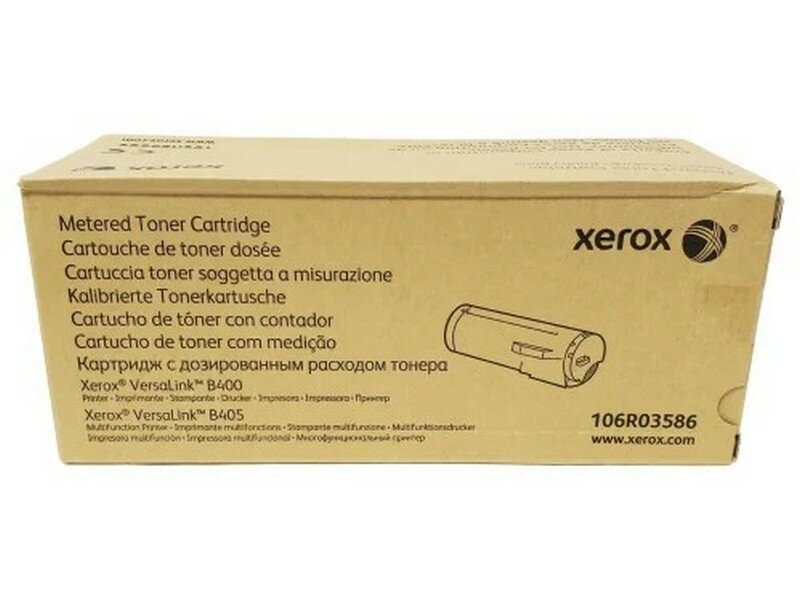 Metered Toner Cartridge
Cartouche de toner dosée
Cartuccia toner soggetta a misurazione
Kalibrierte Tonerkartusche
Cartucho de tóner con contador
Cartucho de toner com medição
Картридж с дозированным расходом тонера
Xerox® VersaLink™ B400
Printer • Imprimante • Stampante • Drucker • Impresora • Impressora • Принтер
Xerox® VersaLink™ B405
Multifunction Printer • Imprimante multifonctions • Stampante multifunzione • Multifunktionsdrucker
Impresora multifunción • Impressora multifuncional • Многофункциональный принтер
xerox®
106R03586
www.xerox.com